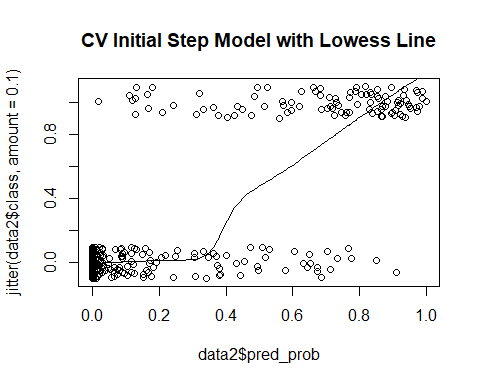 CV Initial Step Model with Lowess Line
jitter(data2$class, amount = 0.1)
0.8
0.4
0.0
0.0 0.2 0.4 0.6 0.8 1.0
data2$pred_prob